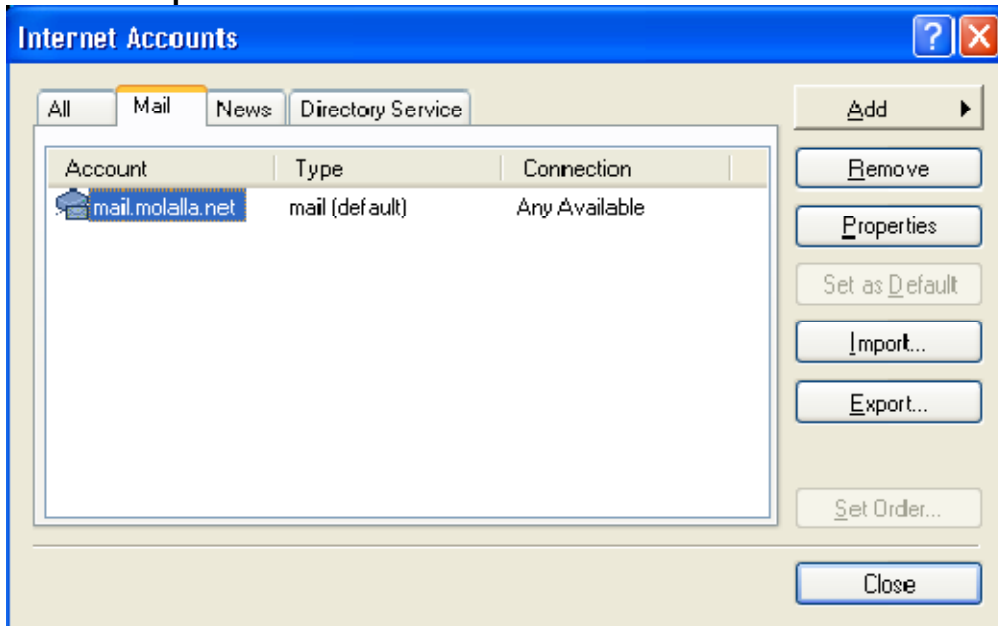 Internet Accounts
All Mail News Directory Service
Add
Account Type Connection
Remove
mail.molalla.net mail (default) Any Available
Properties
Set as Default
Import...
Export...
Set Order...
Close